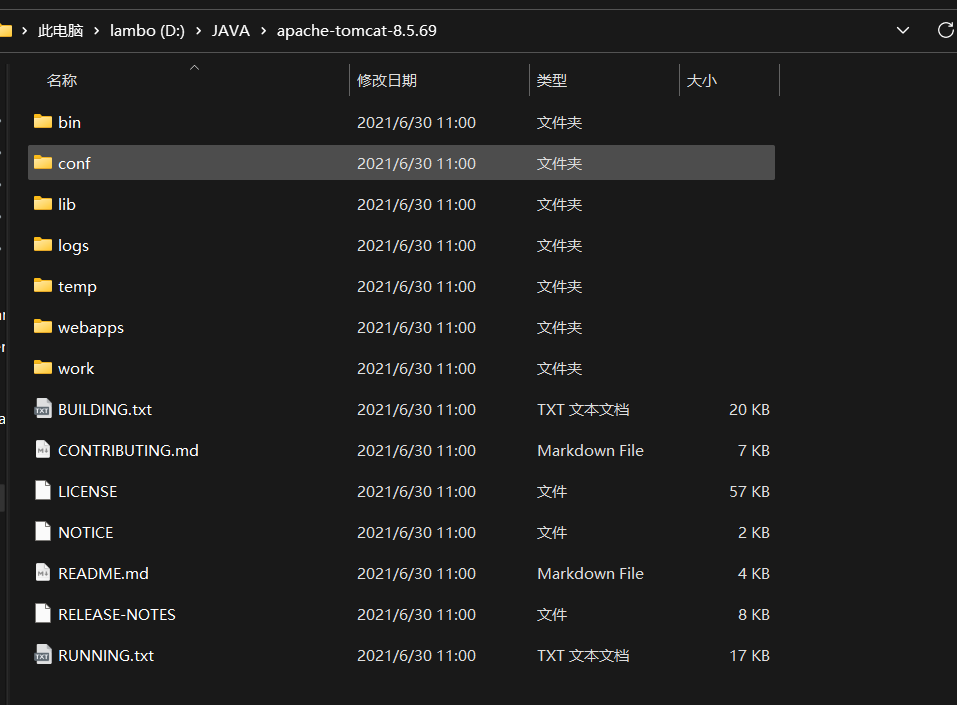 此电脑 > lambo (D:) > JAVA > apache-tomcat-8.5.69
名称 修改日期 类型 大小
bin 2021/6/30 11:00 文件夹
conf 2021/6/30 11:00 文件夹
lib 2021/6/30 11:00 文件夹
logs 2021/6/30 11:00 文件夹
temp 2021/6/30 11:00 文件夹
webapps 2021/6/30 11:00 文件夹
work 2021/6/30 11:00 文件夹
BUILDING.txt 2021/6/30 11:00 TXT 文本文档 20 KB
CONTRIBUTING.md 2021/6/30 11:00 Markdown File 7 KB
LICENSE 2021/6/30 11:00 文件 57 KB
NOTICE 2021/6/30 11:00 文件 2 KB
README.md 2021/6/30 11:00 Markdown File 4 KB
RELEASE-NOTES 2021/6/30 11:00 文件 8 KB
RUNNING.txt 2021/6/30 11:00 TXT 文本文档 17 KB